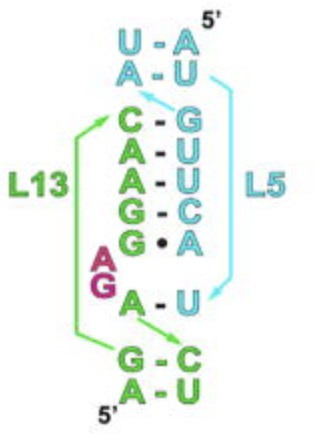 5'
U - A
A - U
C - G
A - U
L13 A - U L5
G - C
G • A
A
G
A - U
G - C
A - U
5'